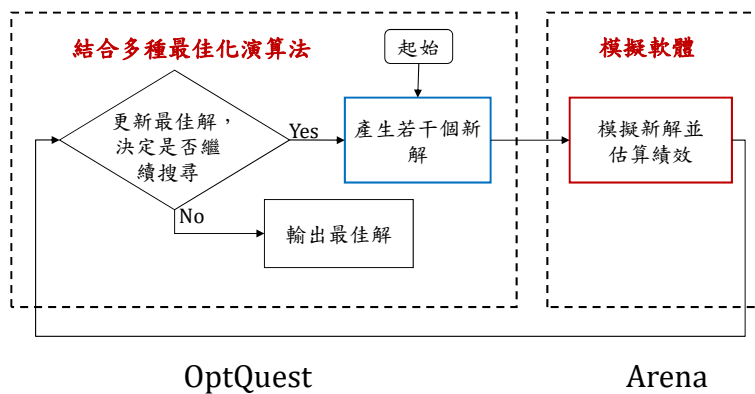 結合多種最佳化演算法
起始
模擬軟體
更新最佳解，
決定是否繼
續搜尋
Yes
產生若干個新
解
模擬新解並
估算績效
No
輸出最佳解
OptQuest
Arena